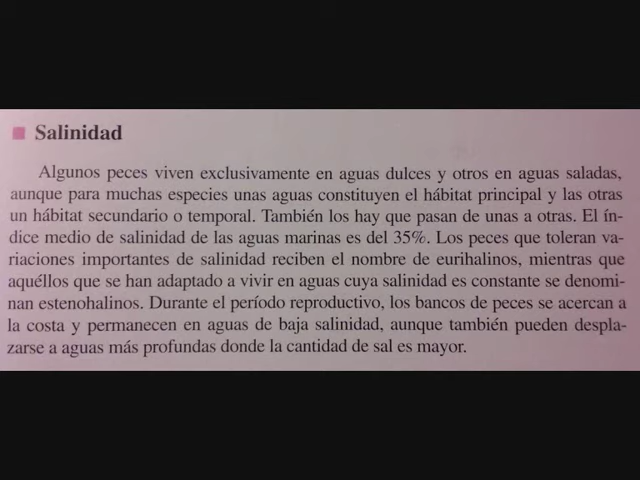 Salinidad
Algunos peces viven exclusivamente en aguas dulces y otros en aguas saladas,
aunque para muchas especies unas aguas constituyen el hábitat principal y las otras
un hábitat secundario o temporal. También los hay que pasan de unas a otras. El ín-
dice medio de salinidad de las aguas marinas es del 35%. Los peces que toleran va-
riaciones importantes de salinidad reciben el nombre de eurihalinos, mientras que
aquéllos que se han adaptado a vivir en aguas cuya salinidad es constante se denomi-
nan estenohalinos. Durante el período reproductivo, los bancos de peces se acercan a
la costa y permanecen en aguas de baja salinidad, aunque también pueden despla-
zarse a aguas más profundas donde la cantidad de sal es mayor.